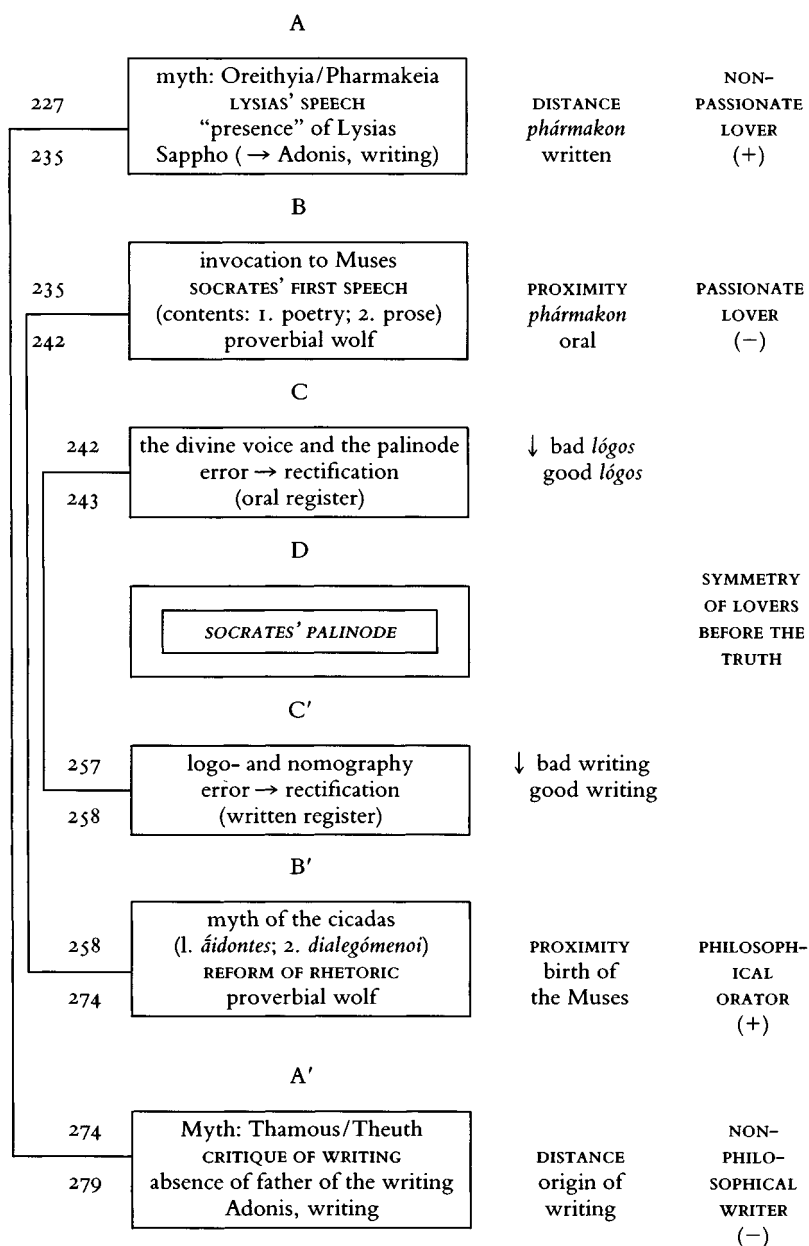 A
myth: Oreithyia/Pharmakeia
227 LYSIAS' SPEECH DISTANCE NON-
"presence" of Lysias phármakon PASSIONATE
235 Sappho (→ Adonis, writing) written LOVER
(+)
B
invocation to Muses
235 SOCRATES' FIRST SPEECH PROXIMITY PASSIONATE
(contents: 1. poetry; 2. prose) phármakon LOVER
242 proverbial wolf oral (−)
C
242 the divine voice and the palinode ↓ bad lógos
error → rectification good lógos
243 (oral register)
D
SYMMETRY
OF LOVERS
SOCRATES' PALINODE BEFORE THE
TRUTH
C'
257 logo- and nomography ↓ bad writing
error → rectification good writing
258 (written register)
B'
myth of the cicadas
258 (1. áidontes; 2. dialegómenoi) PROXIMITY PHILOSOPH-
REFORM OF RHETORIC birth of ICAL
274 proverbial wolf the Muses ORATOR
(+)
A'
274 Myth: Thamous/Theuth NON-
CRITIQUE OF WRITING DISTANCE PHILO-
279 absence of father of the writing origin of SOPHICAL
Adonis, writing writing WRITER
(−)